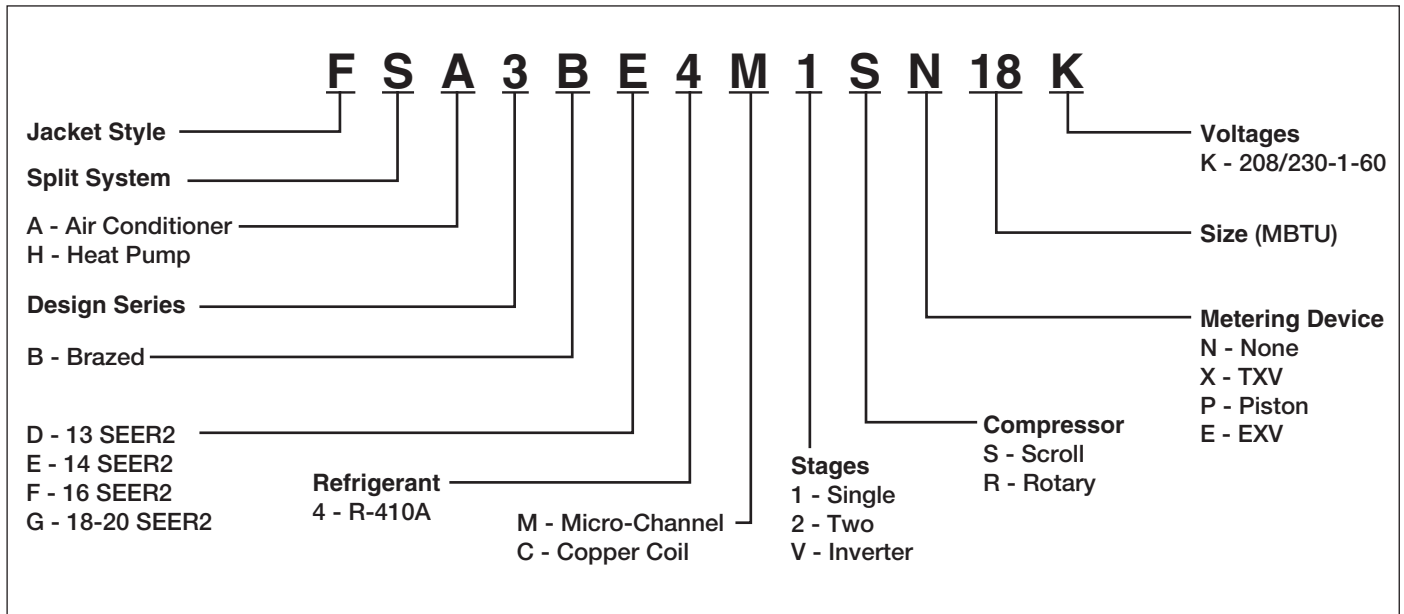 F S A 3 B E 4 M 1 S N 18 K
Jacket Style
Split System
A - Air Conditioner
H - Heat Pump
Design Series
B - Brazed
D - 13 SEER2
E - 14 SEER2
F - 16 SEER2
G - 18-20 SEER2
Refrigerant
4 - R-410A
M - Micro-Channel
C - Copper Coil
Stages
1 - Single
2 - Two
V - Inverter
Compressor
S - Scroll
R - Rotary
Metering Device
N - None
X - TXV
P - Piston
E - EXV
Size (MBTU)
Voltages
K - 208/230-1-60